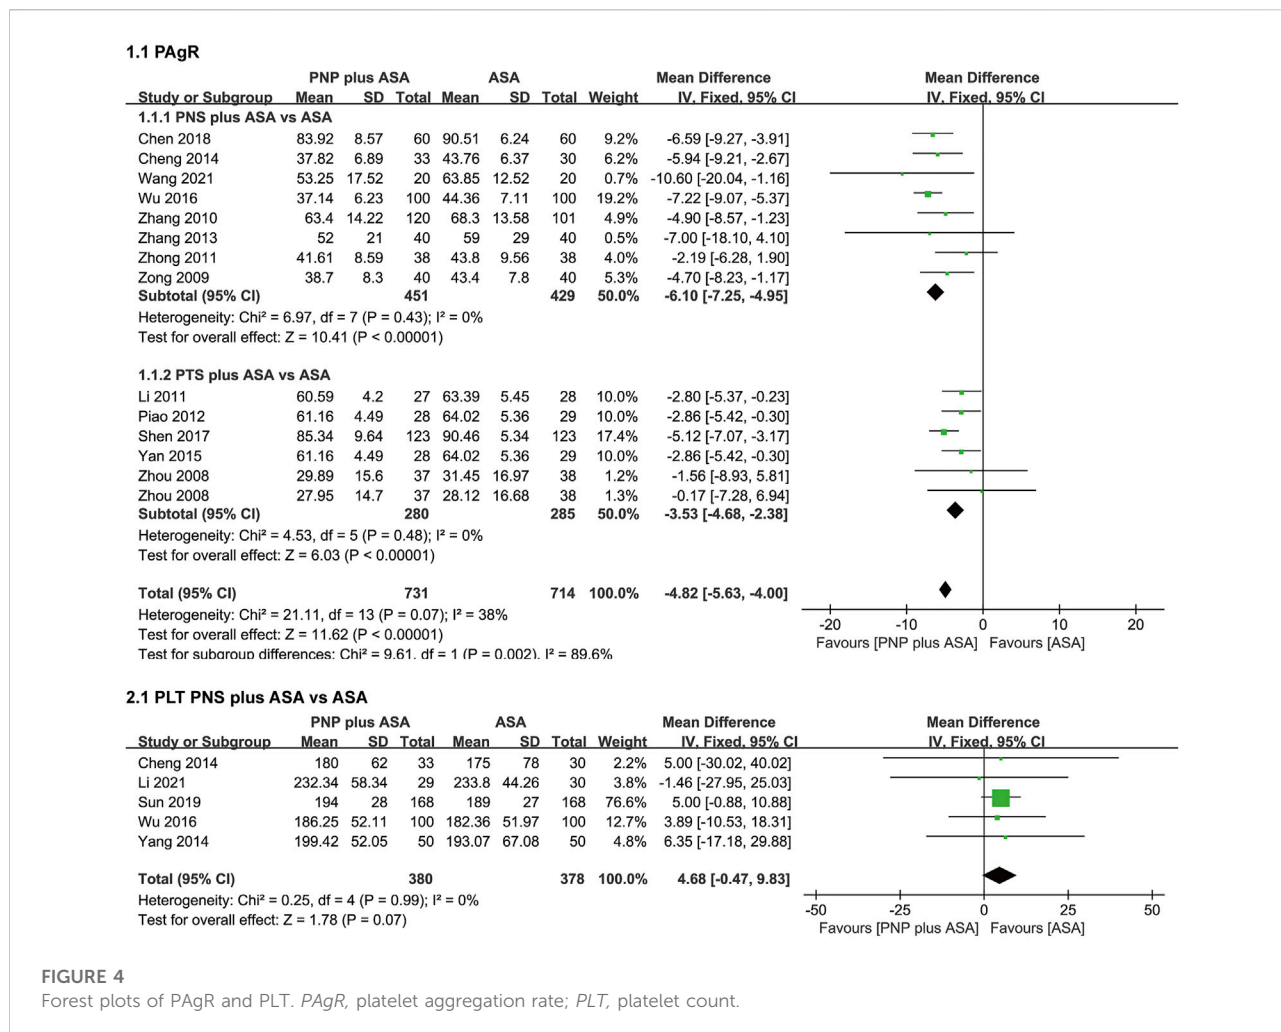 1.1 PAgR
PNP plus ASA ASA Mean Difference Mean Difference
Study or Subgroup Mean SD Total Mean SD Total Weight IV, Fixed, 95% CI IV, Fixed, 95% CI
1.1.1 PNS plus ASA vs ASA
Chen 2018 83.92 8.57 60 90.51 6.24 60 9.2% -6.59 [-9.27, -3.91]
Cheng 2014 37.82 6.89 33 43.76 6.37 30 6.2% -5.94 [-9.21, -2.67]
Wang 2021 53.25 17.52 20 63.85 12.52 20 0.7% -10.60 [-20.04, -1.16]
Wu 2016 37.14 6.23 100 44.36 7.11 100 19.2% -7.22 [-9.07, -5.37]
Zhang 2010 63.4 14.22 120 68.3 13.58 101 4.9% -4.90 [-8.57, -1.23]
Zhang 2013 52 21 40 59 29 40 0.5% -7.00 [-18.10, 4.10]
Zhong 2011 41.61 8.59 38 43.8 9.56 38 4.0% -2.19 [-6.28, 1.90]
Zong 2009 38.7 8.3 40 43.4 7.8 40 5.3% -4.70 [-8.23, -1.17]
Subtotal (95% CI) 451 429 50.0% -6.10 [-7.25, -4.95]
Heterogeneity: Chi² = 6.97, df = 7 (P = 0.43); I² = 0%
Test for overall effect: Z = 10.41 (P < 0.00001)
1.1.2 PTS plus ASA vs ASA
Li 2011 60.59 4.2 27 63.39 5.45 28 10.0% -2.80 [-5.37, -0.23]
Piao 2012 61.16 4.49 28 64.02 5.36 29 10.0% -2.86 [-5.42, -0.30]
Shen 2017 85.34 9.64 123 90.46 5.34 123 17.4% -5.12 [-7.07, -3.17]
Yan 2015 61.16 4.49 28 64.02 5.36 29 10.0% -2.86 [-5.42, -0.30]
Zhou 2008 29.89 15.6 37 31.45 16.97 38 1.2% -1.56 [-8.93, 5.81]
Zhou 2008 27.95 14.7 37 28.12 16.68 38 1.3% -0.17 [-7.28, 6.94]
Subtotal (95% CI) 280 285 50.0% -3.53 [-4.68, -2.38]
Heterogeneity: Chi² = 4.53, df = 5 (P = 0.48); I² = 0%
Test for overall effect: Z = 6.03 (P < 0.00001)
Total (95% CI) 731 714 100.0% -4.82 [-5.63, -4.00]
Heterogeneity: Chi² = 21.11, df = 13 (P = 0.07); I² = 38%
Test for overall effect: Z = 11.62 (P < 0.00001)
Test for subgroup differences: Chi² = 9.61, df = 1 (P = 0.002), I² = 89.6%
-20 -10 0 10 20
Favours [PNP plus ASA] Favours [ASA]
2.1 PLT PNS plus ASA vs ASA
PNP plus ASA ASA Mean Difference Mean Difference
Study or Subgroup Mean SD Total Mean SD Total Weight IV, Fixed, 95% CI IV, Fixed, 95% CI
Cheng 2014 180 62 33 175 78 30 2.2% 5.00 [-30.02, 40.02]
Li 2021 232.34 58.34 29 233.8 44.26 30 3.8% -1.46 [-27.95, 25.03]
Sun 2019 194 28 168 189 27 168 76.6% 5.00 [-0.88, 10.88]
Wu 2016 186.25 52.11 100 182.36 51.97 100 12.7% 3.89 [-10.53, 18.31]
Yang 2014 199.42 52.05 50 193.07 67.08 50 4.8% 6.35 [-17.18, 29.88]
Total (95% CI) 380 378 100.0% 4.68 [-0.47, 9.83]
Heterogeneity: Chi² = 0.25, df = 4 (P = 0.99); I² = 0%
Test for overall effect: Z = 1.78 (P = 0.07)
-50 -25 0 25 50
Favours [PNP plus ASA] Favours [ASA]
FIGURE 4
Forest plots of PAgR and PLT. PAgR, platelet aggregation rate; PLT, platelet count.